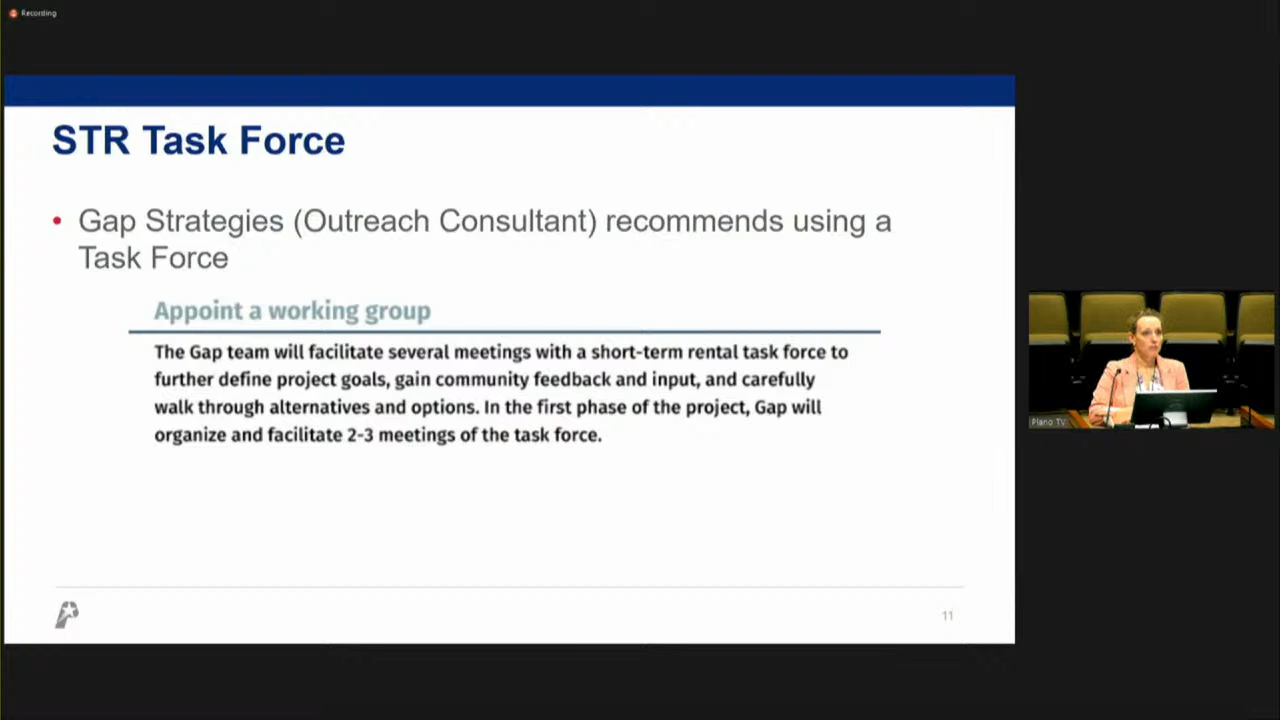 Recording
STR Task Force
• Gap Strategies (Outreach Consultant) recommends using a
Task Force
Appoint a working group
The Gap team will facilitate several meetings with a short-term rental task force to
further define project goals, gain community feedback and input, and carefully
walk through alternatives and options. In the first phase of the project, Gap will
organize and facilitate 2-3 meetings of the task force.
Plano TV
11